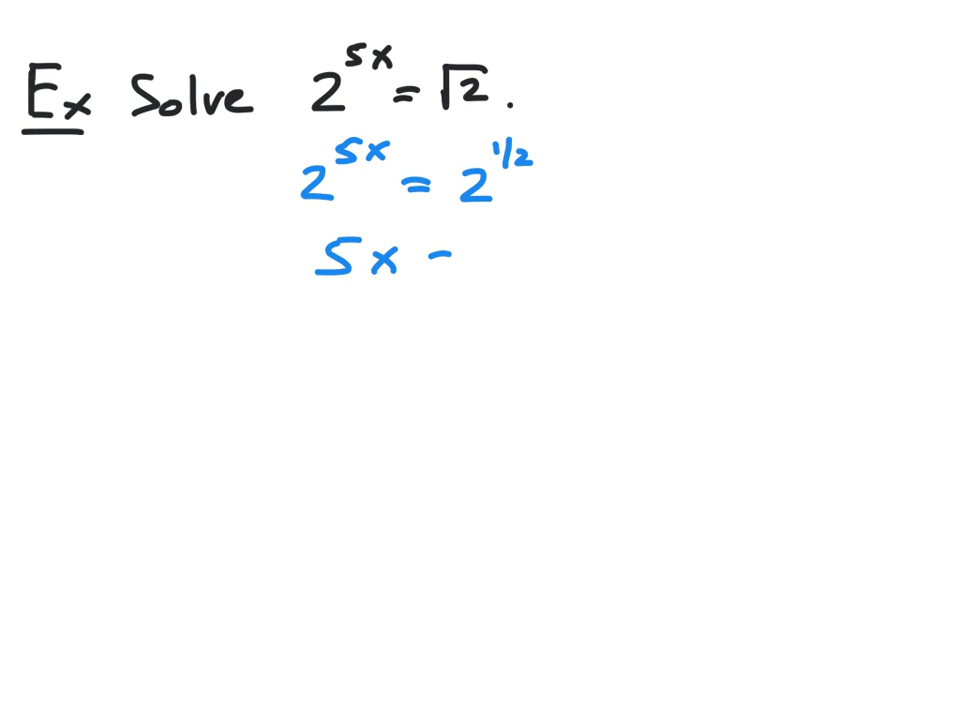 Ex Solve 2^{5x} = √2 .
2^{5x} = 2^{1/2}
5x -